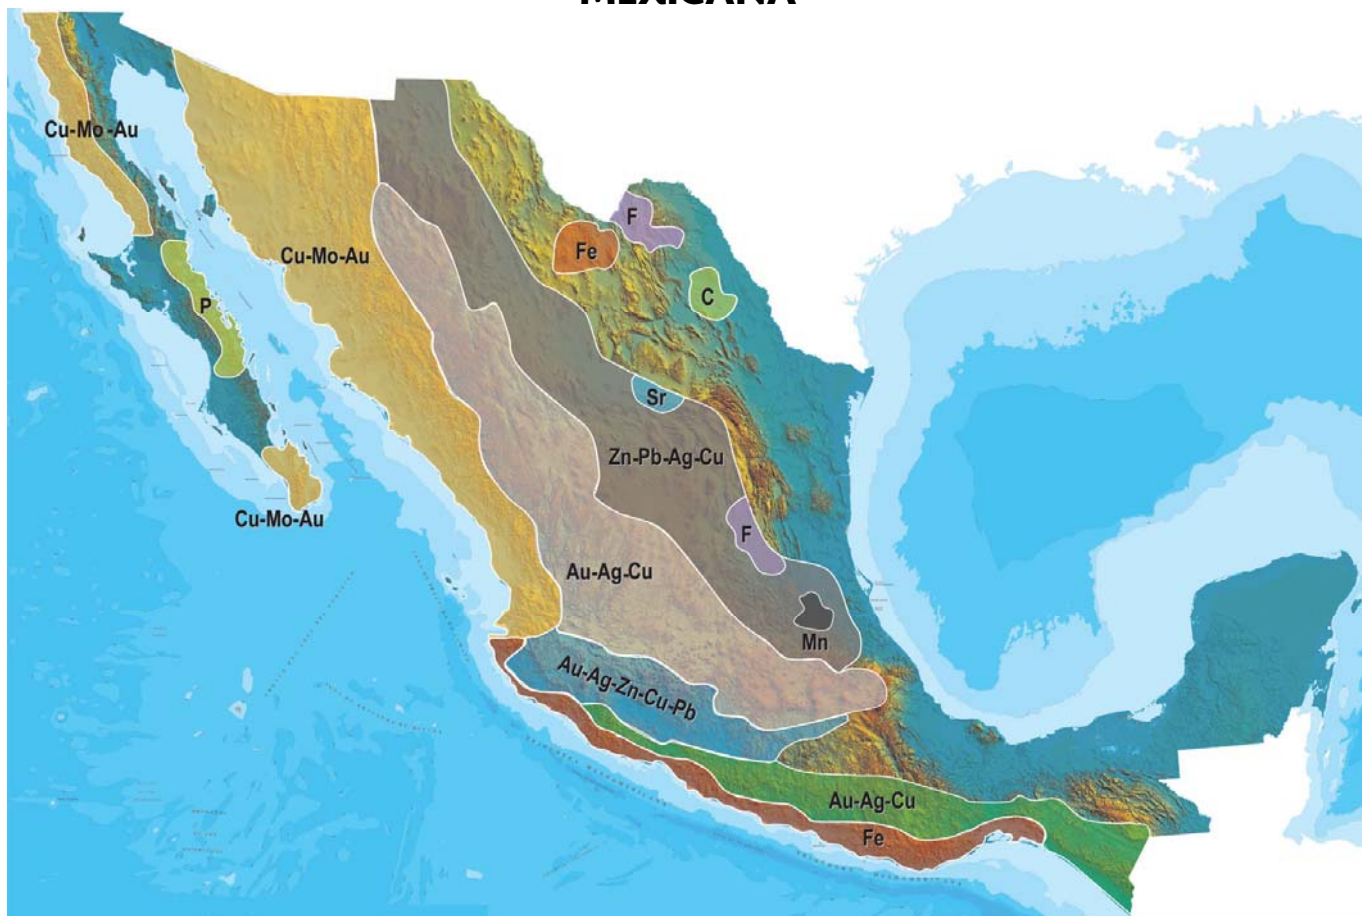 MEXICANA
Cu-Mo-Au
F
Fe
Cu-Mo-Au
C
P
Sr
Zn-Pb-Ag-Cu
Cu-Mo-Au
F
Au-Ag-Cu
Mn
Au-Ag-Zn-Cu-Pb
Au-Ag-Cu
Fe